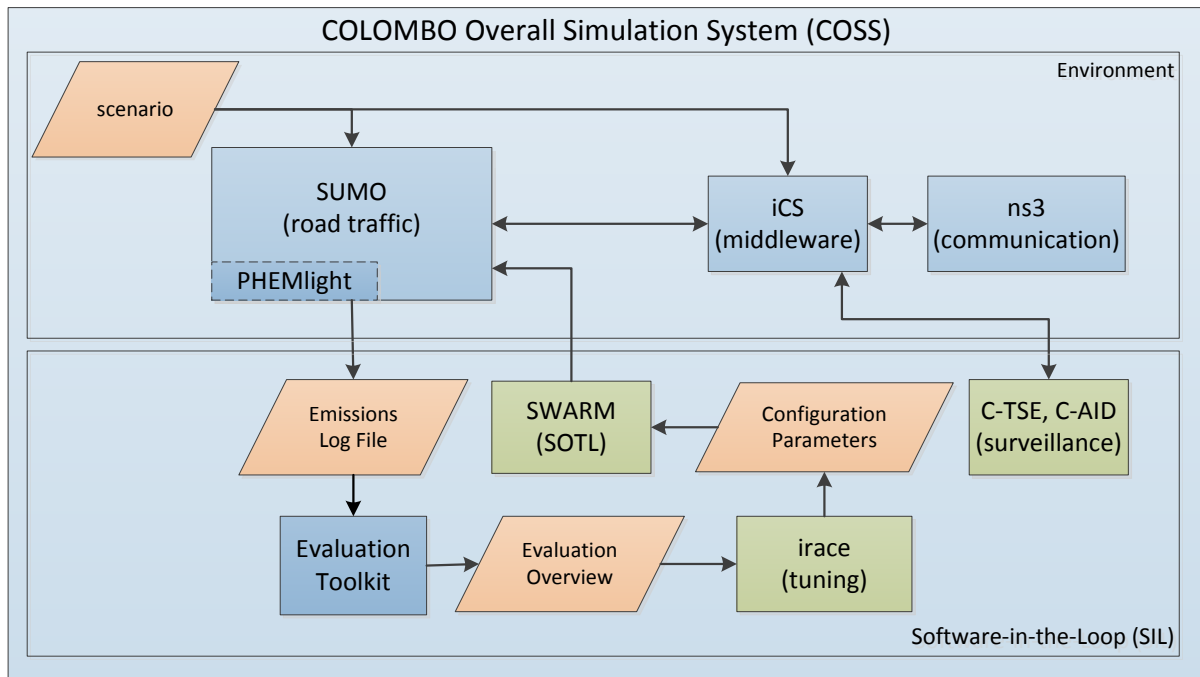 COLOMBO Overall Simulation System (COSS)
Environment
scenario
SUMO
(road traffic)
PHEMlight
iCS
(middleware)
ns3
(communication)
Emissions
Log File
SWARM
(SOTL)
Configuration
Parameters
C-TSE, C-AID
(surveillance)
Evaluation
Toolkit
Evaluation
Overview
irace
(tuning)
Software-in-the-Loop (SIL)